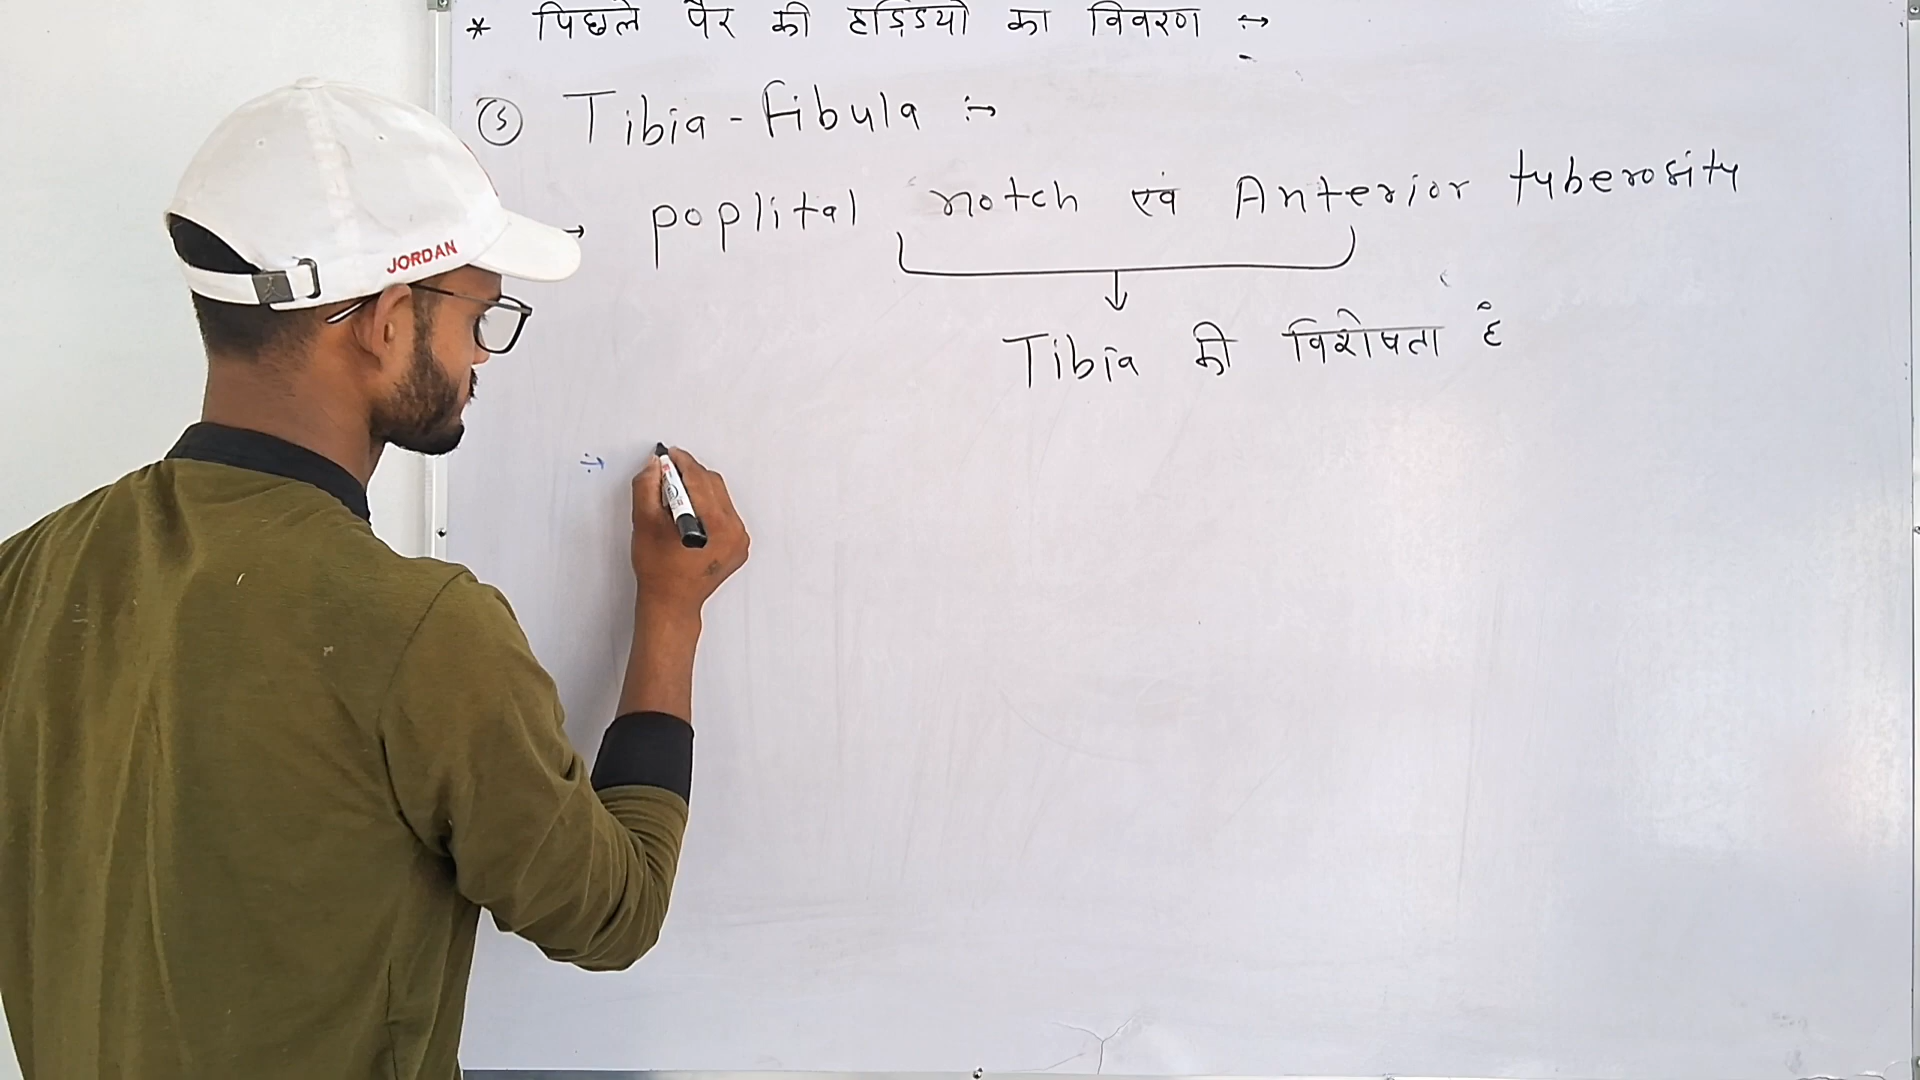 * पिछले पैर की हड्डियों का विवरण :→
③ Tibia - Fibula :→
→ poplital notch एवं Anterior tuberosity
↓
Tibia की विशेषता है
÷→
JORDAN